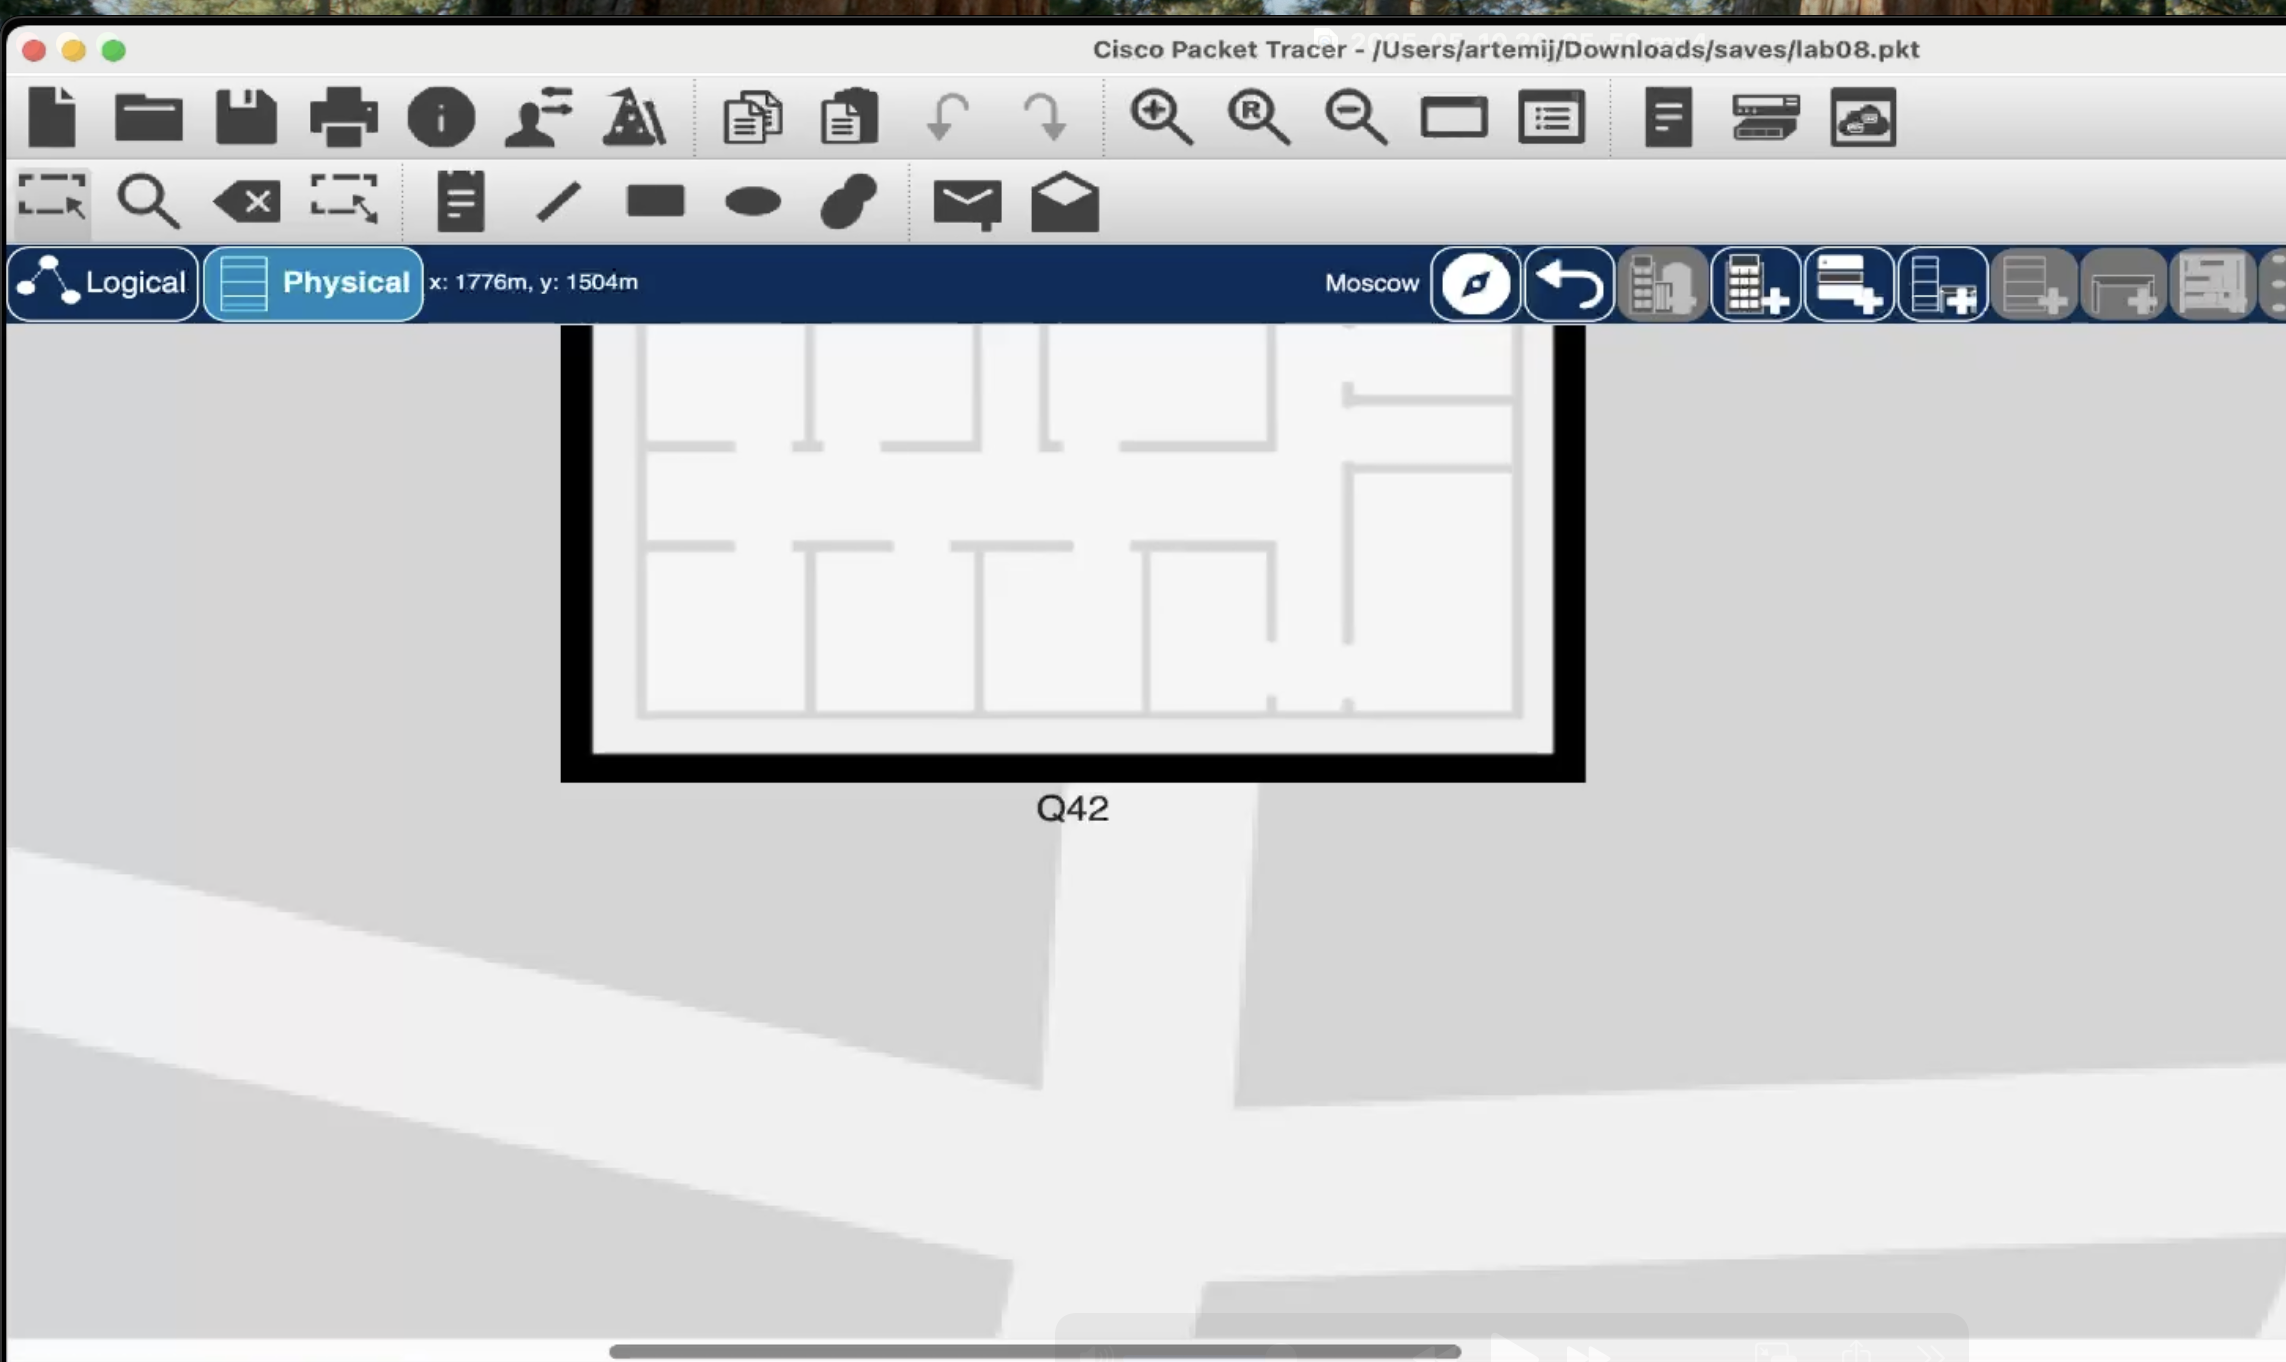 Cisco Packet Tracer - /Users/artemij/Downloads/saves/lab08.pkt
Logical
Physical
x: 1776m, y: 1504m
Moscow
Q42